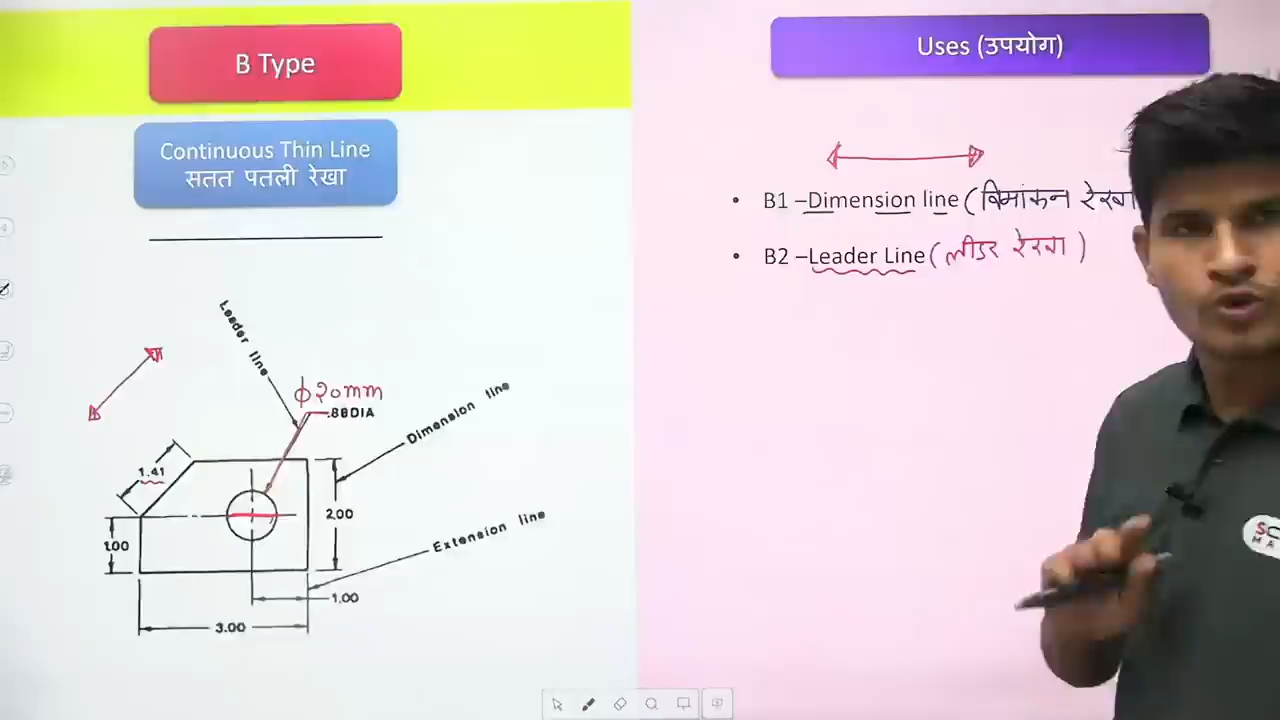 B Type
Continuous Thin Line
सतत पतली रेखा
Leader line
ϕ20mm
.88DIA
Dimension line
1.41
2.00
1.00
Extension line
1.00
3.00
Uses (उपयोग)
B1 –Dimension line (विमांकन रेखा
B2 –Leader Line (लीडर रेखा)